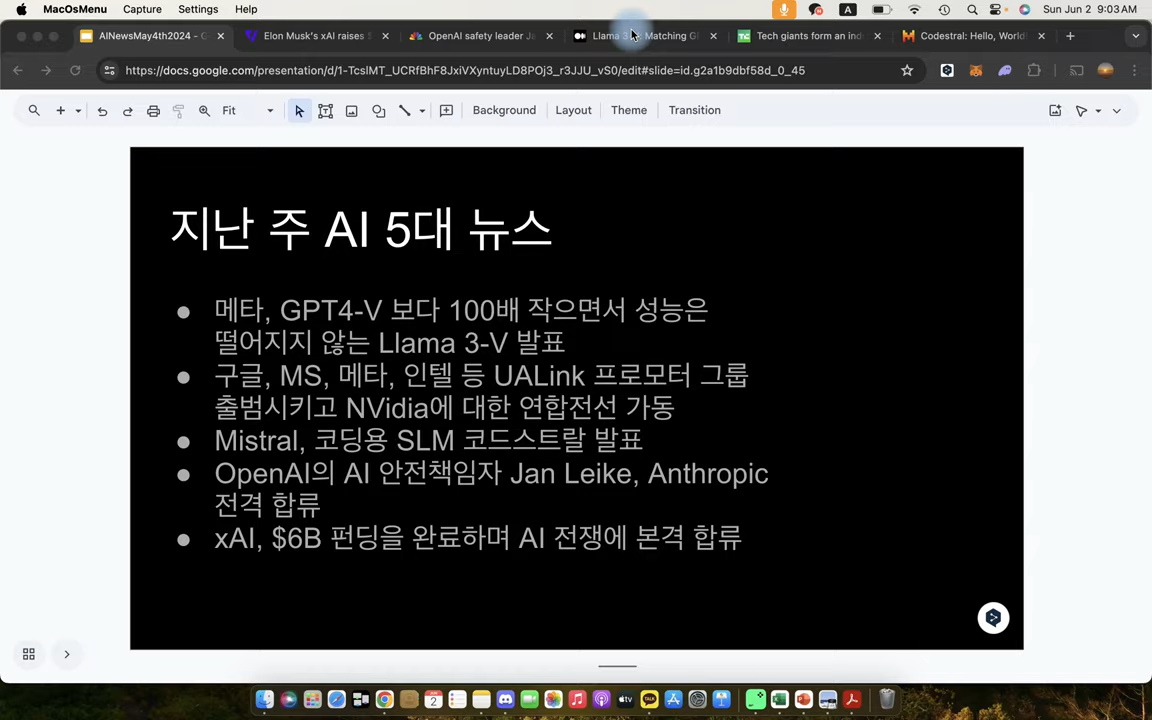 MacOsMenu Capture Settings Help
A
Sun Jun 2 9:03 AM
AINewsMay4th2024 - G
Elon Musk's xAI raises $
OpenAI safety leader Ja
Llama 3 Matching G
Tech giants form an ind
Codestral: Hello, World
https://docs.google.com/presentation/d/1-TcslMT_UCRfBhF8JxiVXyntuyLD8POj3_r3JJU_vS0/edit#slide=id.g2a1b9dbf58d_0_45
Fit Background Layout Theme Transition
지난 주 AI 5대 뉴스
● 메타, GPT4-V 보다 100배 작으면서 성능은
떨어지지 않는 Llama 3-V 발표
● 구글, MS, 메타, 인텔 등 UALink 프로모터 그룹
출범시키고 NVidia에 대한 연합전선 가동
● Mistral, 코딩용 SLM 코드스트랄 발표
● OpenAI의 AI 안전책임자 Jan Leike, Anthropic
전격 합류
● xAI, $6B 펀딩을 완료하며 AI 전쟁에 본격 합류